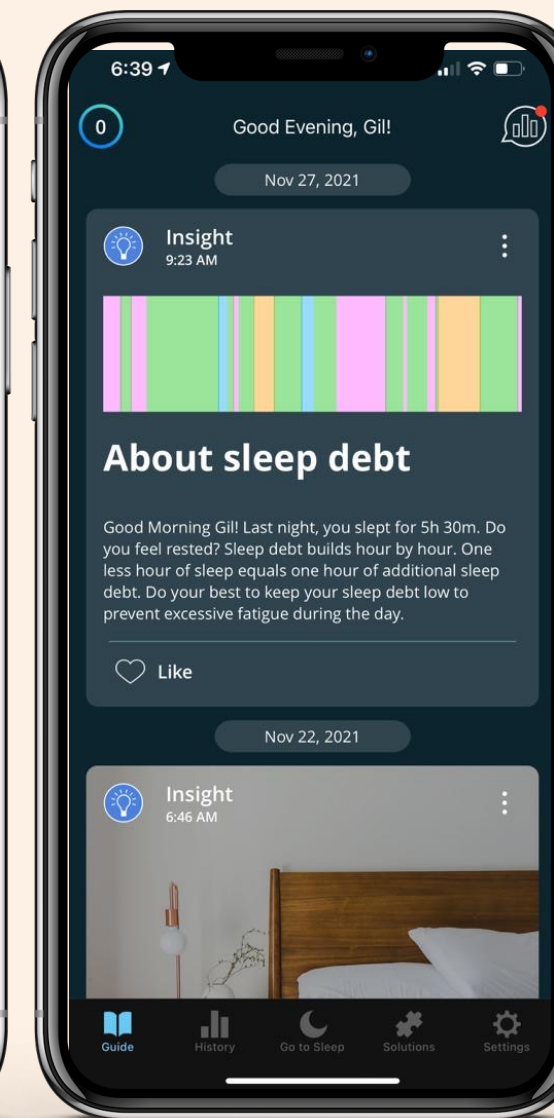 6:39
0
Good Evening, Gil!
Nov 27, 2021
Insight
9:23 AM
About sleep debt
Good Morning Gil! Last night, you slept for 5h 30m. Do
you feel rested? Sleep debt builds hour by hour. One
less hour of sleep equals one hour of additional sleep
debt. Do your best to keep your sleep debt low to
prevent excessive fatigue during the day.
Like
Nov 22, 2021
Insight
6:46 AM
Guide
History
Go to Sleep
Solutions
Settings